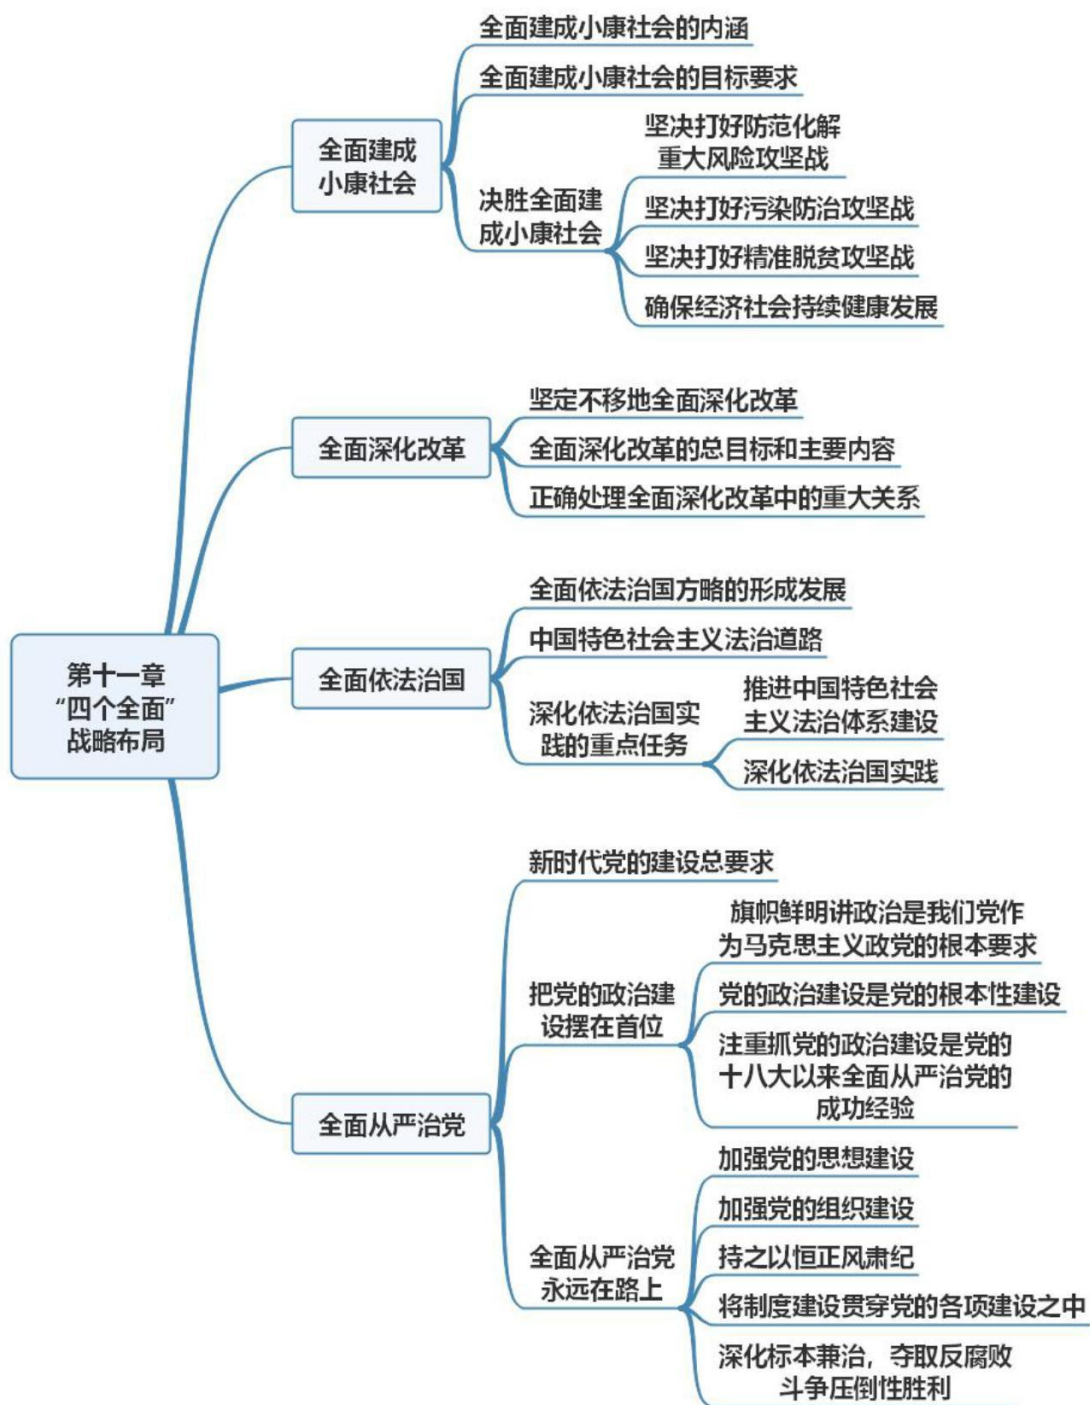 全面建成小康社会的内涵
全面建成小康社会的目标要求
全面建成
小康社会
坚决打好防范化解
重大风险攻坚战
决胜全面建
成小康社会
坚决打好污染防治攻坚战
坚决打好精准脱贫攻坚战
确保经济社会持续健康发展
坚定不移地全面深化改革
全面深化改革
全面深化改革的总目标和主要内容
正确处理全面深化改革中的重大关系
全面依法治国方略的形成发展
中国特色社会主义法治道路
第十一章
“四个全面”
战略布局
全面依法治国
深化依法治国实
践的重点任务
推进中国特色社会
主义法治体系建设
深化依法治国实践
新时代党的建设总要求
旗帜鲜明讲政治是我们党作
为马克思主义政党的根本要求
把党的政治建
设摆在首位
党的政治建设是党的根本性建设
注重抓党的政治建设是党的
十八大以来全面从严治党的
成功经验
全面从严治党
加强党的思想建设
加强党的组织建设
全面从严治党
永远在路上
持之以恒正风肃纪
将制度建设贯穿党的各项建设之中
深化标本兼治，夺取反腐败
斗争压倒性胜利